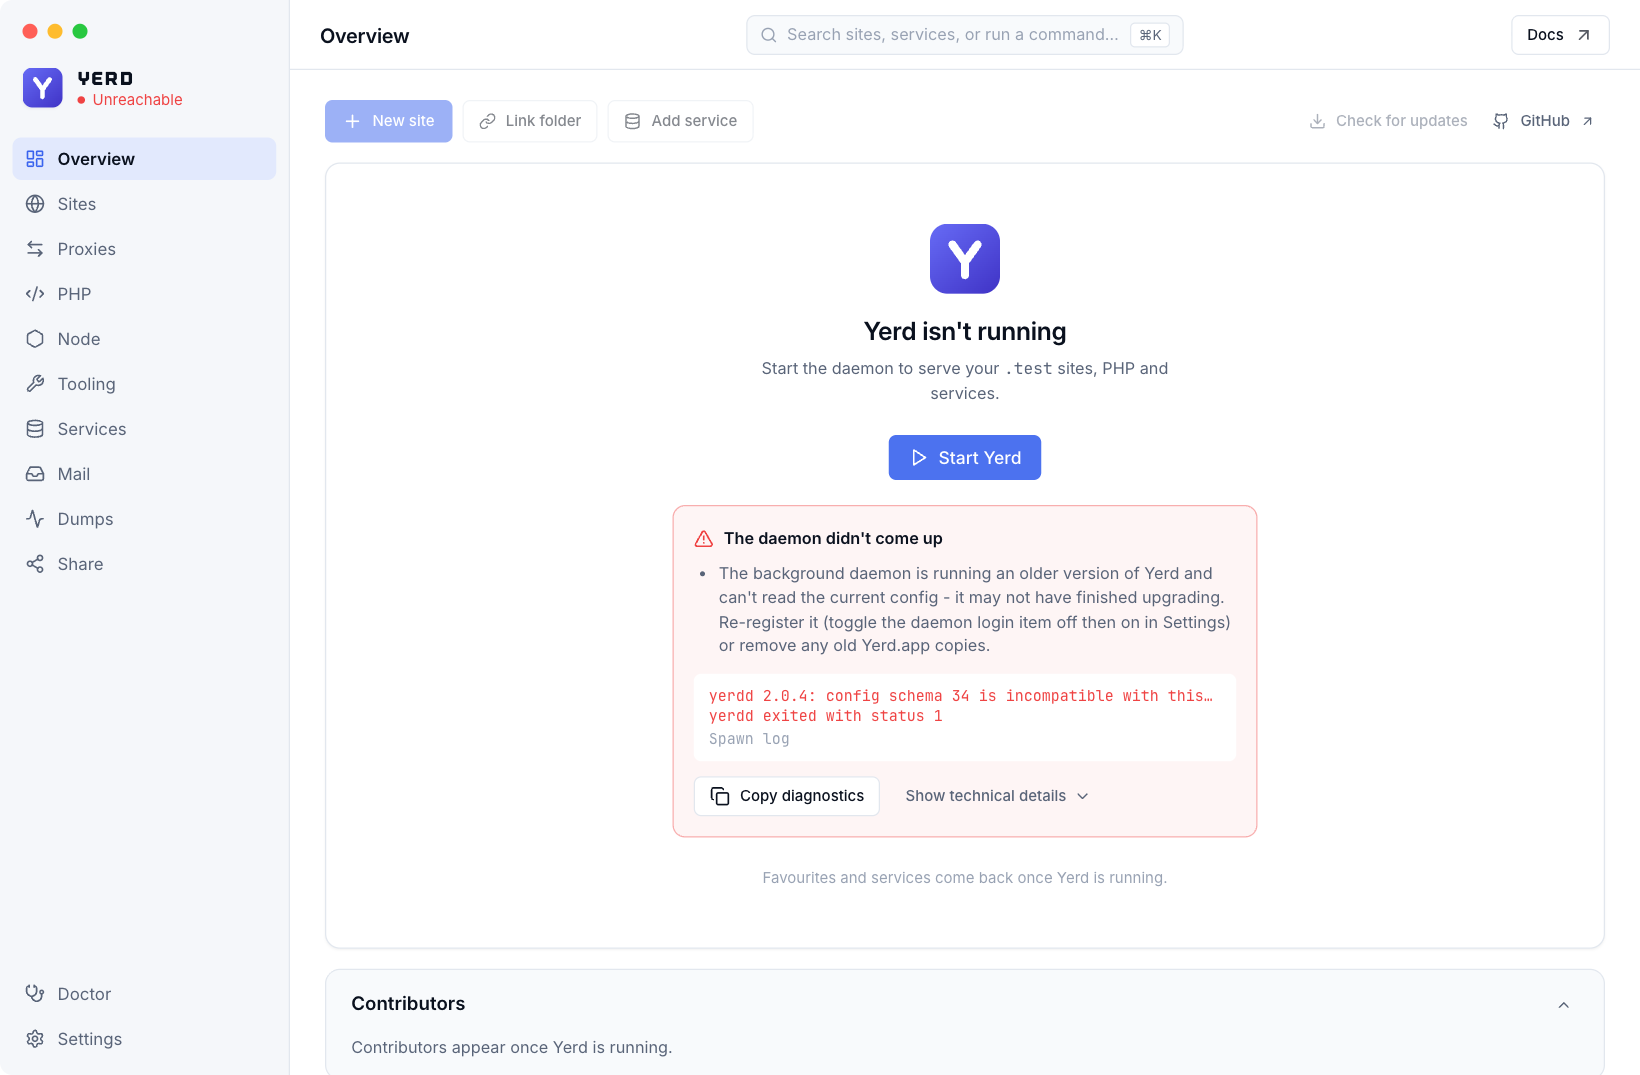 Overview
Search sites, services, or run a command... ⌘K
Docs
YERD
Unreachable
Overview
Sites
Proxies
PHP
Node
Tooling
Services
Mail
Dumps
Share
Doctor
Settings
New site
Link folder
Add service
Check for updates
GitHub
Y
Yerd isn't running
Start the daemon to serve your .test sites, PHP and
services.
Start Yerd
The daemon didn't come up
• The background daemon is running an older version of Yerd and
can't read the current config - it may not have finished upgrading.
Re-register it (toggle the daemon login item off then on in Settings)
or remove any old Yerd.app copies.
yerdd 2.0.4: config schema 34 is incompatible with this…
yerdd exited with status 1
Spawn log
Copy diagnostics
Show technical details
Favourites and services come back once Yerd is running.
Contributors
Contributors appear once Yerd is running.